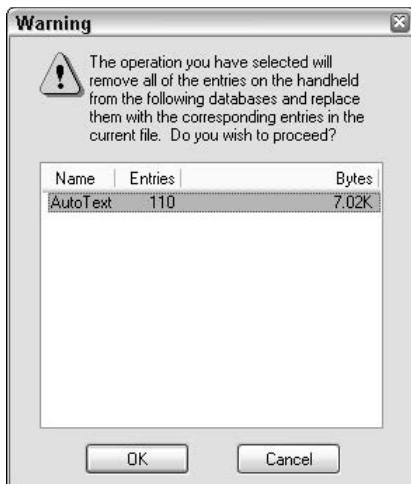 Warning
The operation you have selected will
remove all of the entries on the handheld
from the following databases and replace
them with the corresponding entries in the
current file. Do you wish to proceed?
Name Entries Bytes
AutoText 110 7.02K
OK Cancel